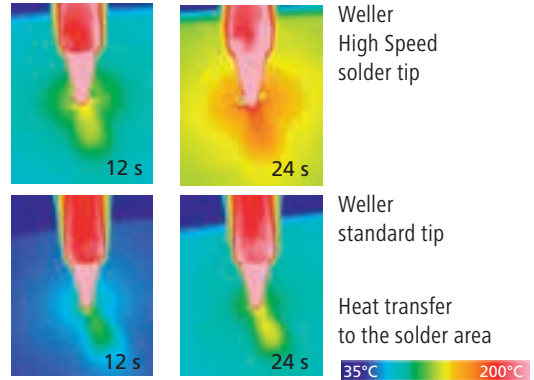 12 s
24 s
Weller
High Speed
solder tip
12 s
24 s
Weller
standard tip
Heat transfer
to the solder area
35°C
200°C